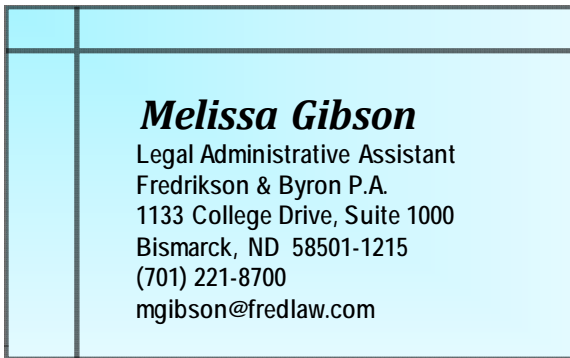 Melissa Gibson
Legal Administrative Assistant
Fredrikson & Byron P.A.
1133 College Drive, Suite 1000
Bismarck, ND 58501-1215
(701) 221-8700
mgibson@fredlaw.com